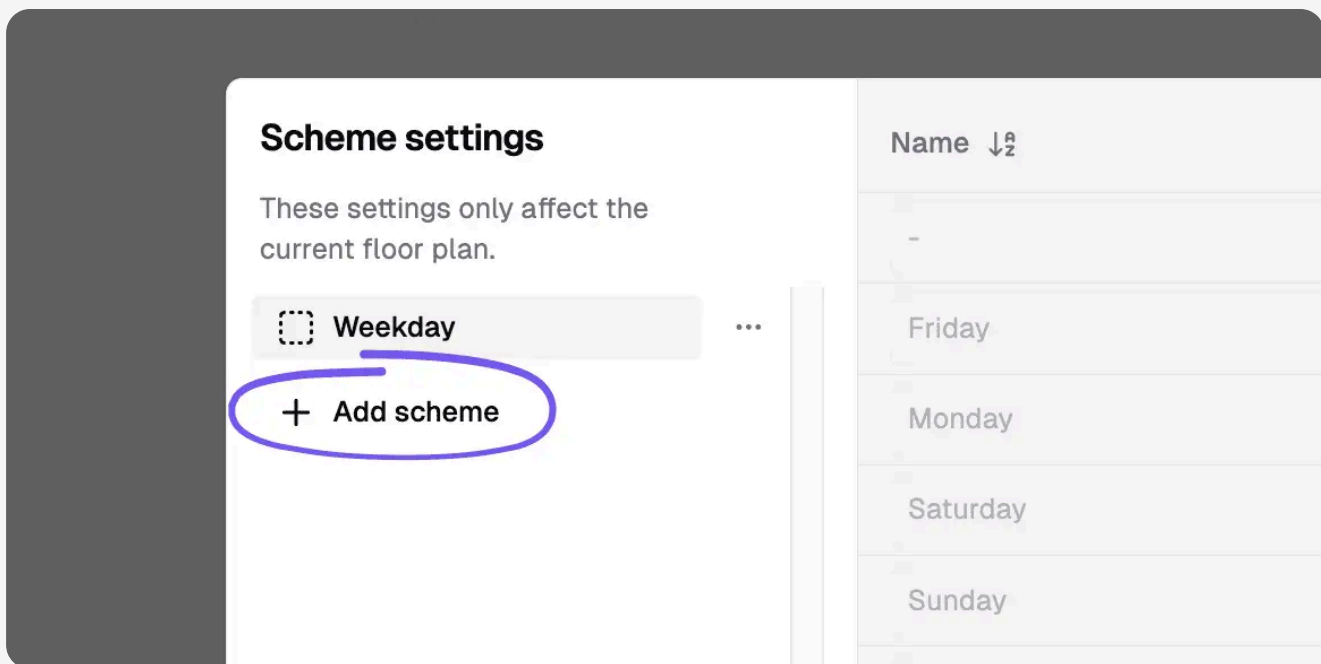 Scheme settings
These settings only affect the
current floor plan.
Weekday
Add scheme
Name
-
Friday
Monday
Saturday
Sunday